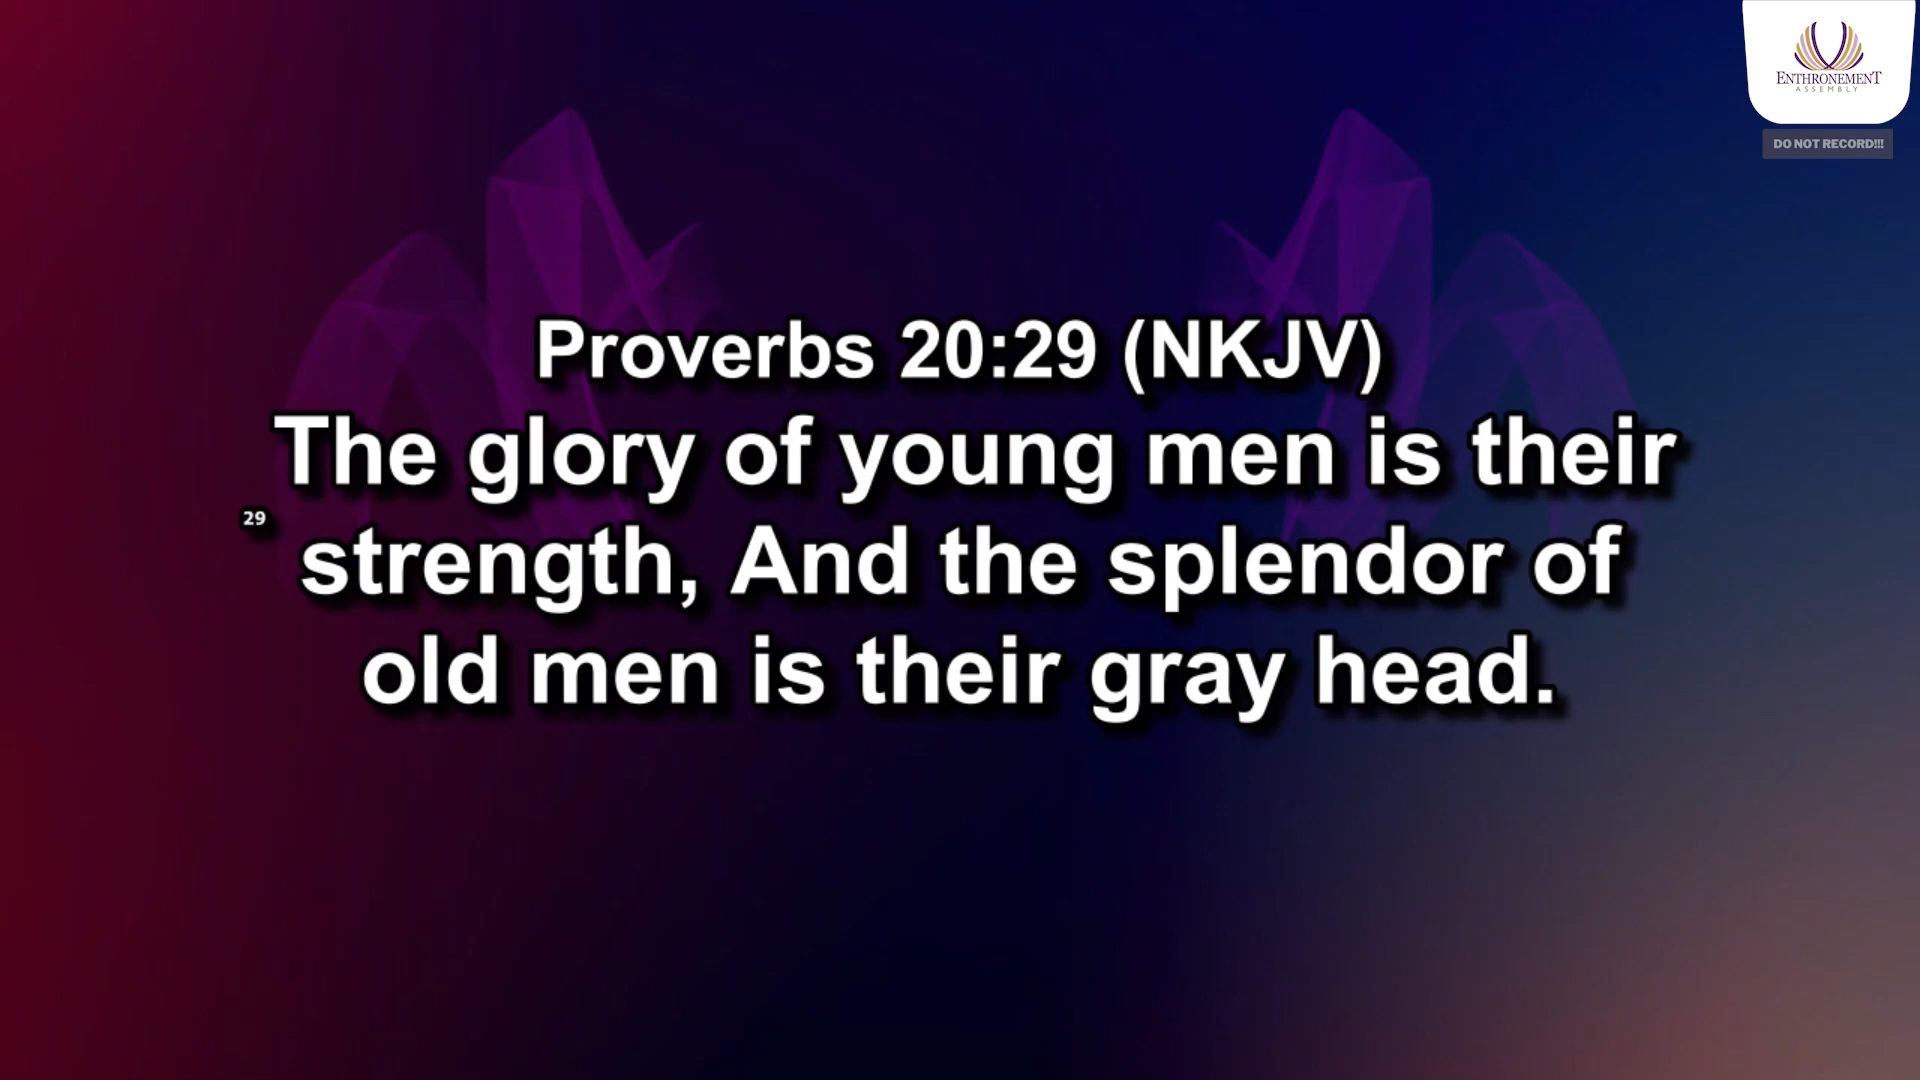 ENTHRONEMENT
ASSEMBLY
DO NOT RECORD!!!
Proverbs 20:29 (NKJV)
The glory of young men is their
29 strength, And the splendor of
old men is their gray head.